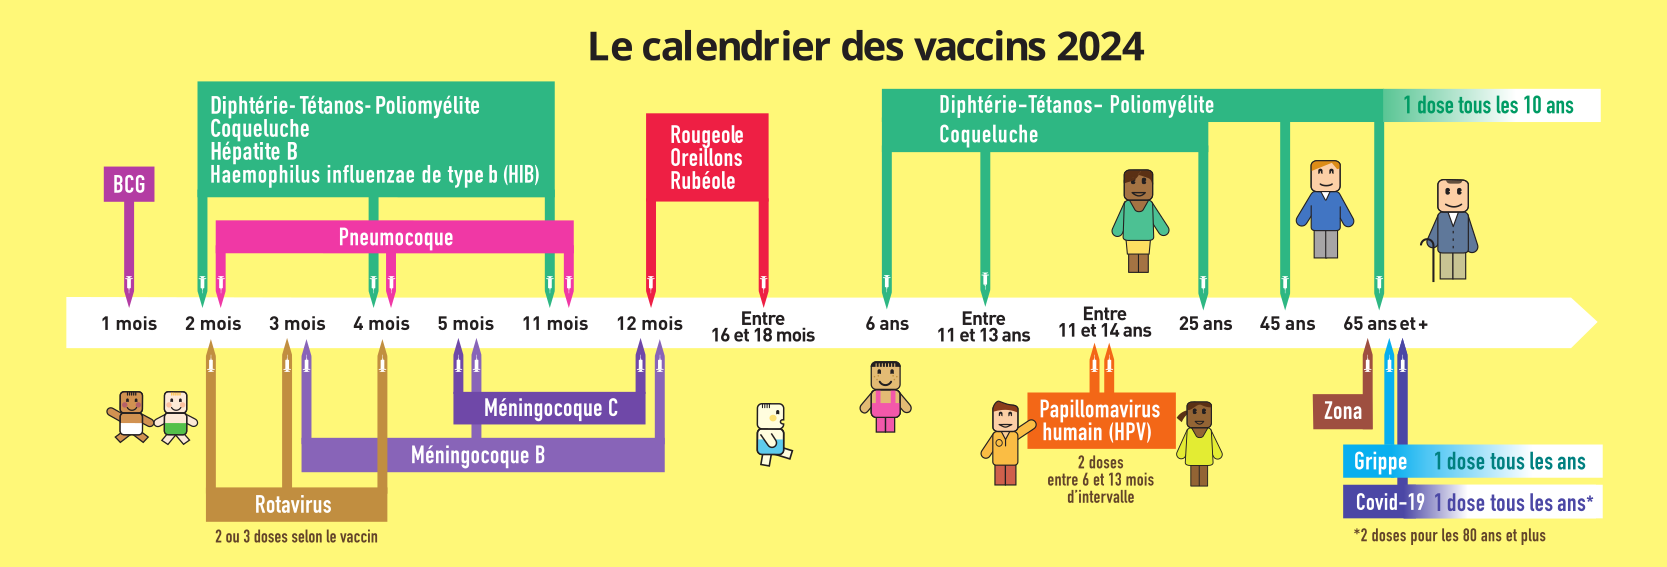 Le calendrier des vaccins 2024
BCG
Diphtérie- Tétanos- Poliomyélite
Coqueluche
Hépatite B
Haemophilus influenzae de type b (HIB)
Pneumocoque
Rougeole
Oreillons
Rubéole
Diphtérie-Tétanos- Poliomyélite
Coqueluche
1 dose tous les 10 ans
1 mois
2 mois
3 mois
4 mois
5 mois
11 mois
12 mois
Entre
16 et 18 mois
6 ans
Entre
11 et 13 ans
Entre
11 et 14 ans
25 ans
45 ans
65 ans et +
Méningocoque C
Méningocoque B
Rotavirus
2 ou 3 doses selon le vaccin
Papillomavirus
humain (HPV)
2 doses
entre 6 et 13 mois
d'intervalle
Zona
Grippe 1 dose tous les ans
Covid-19 1 dose tous les ans*
*2 doses pour les 80 ans et plus